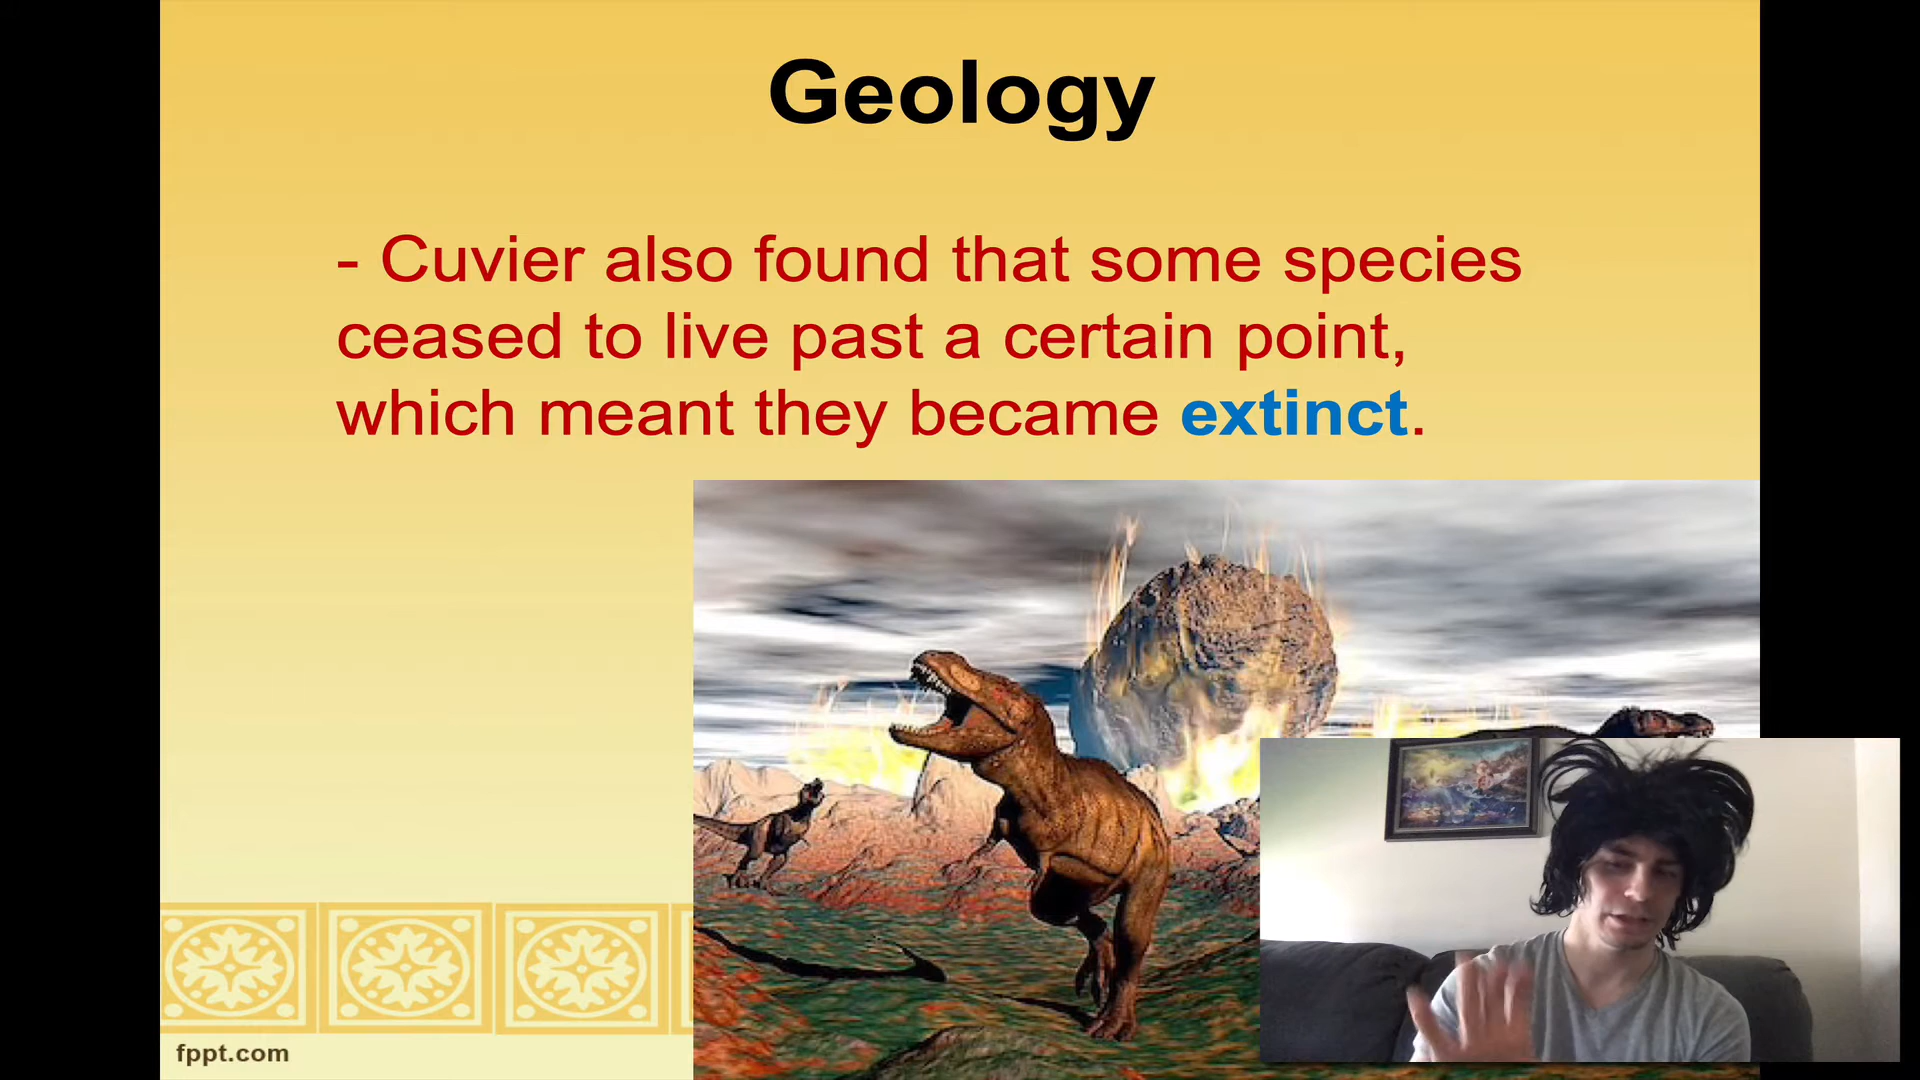 Geology
- Cuvier also found that some species
ceased to live past a certain point,
which meant they became extinct.
fppt.com